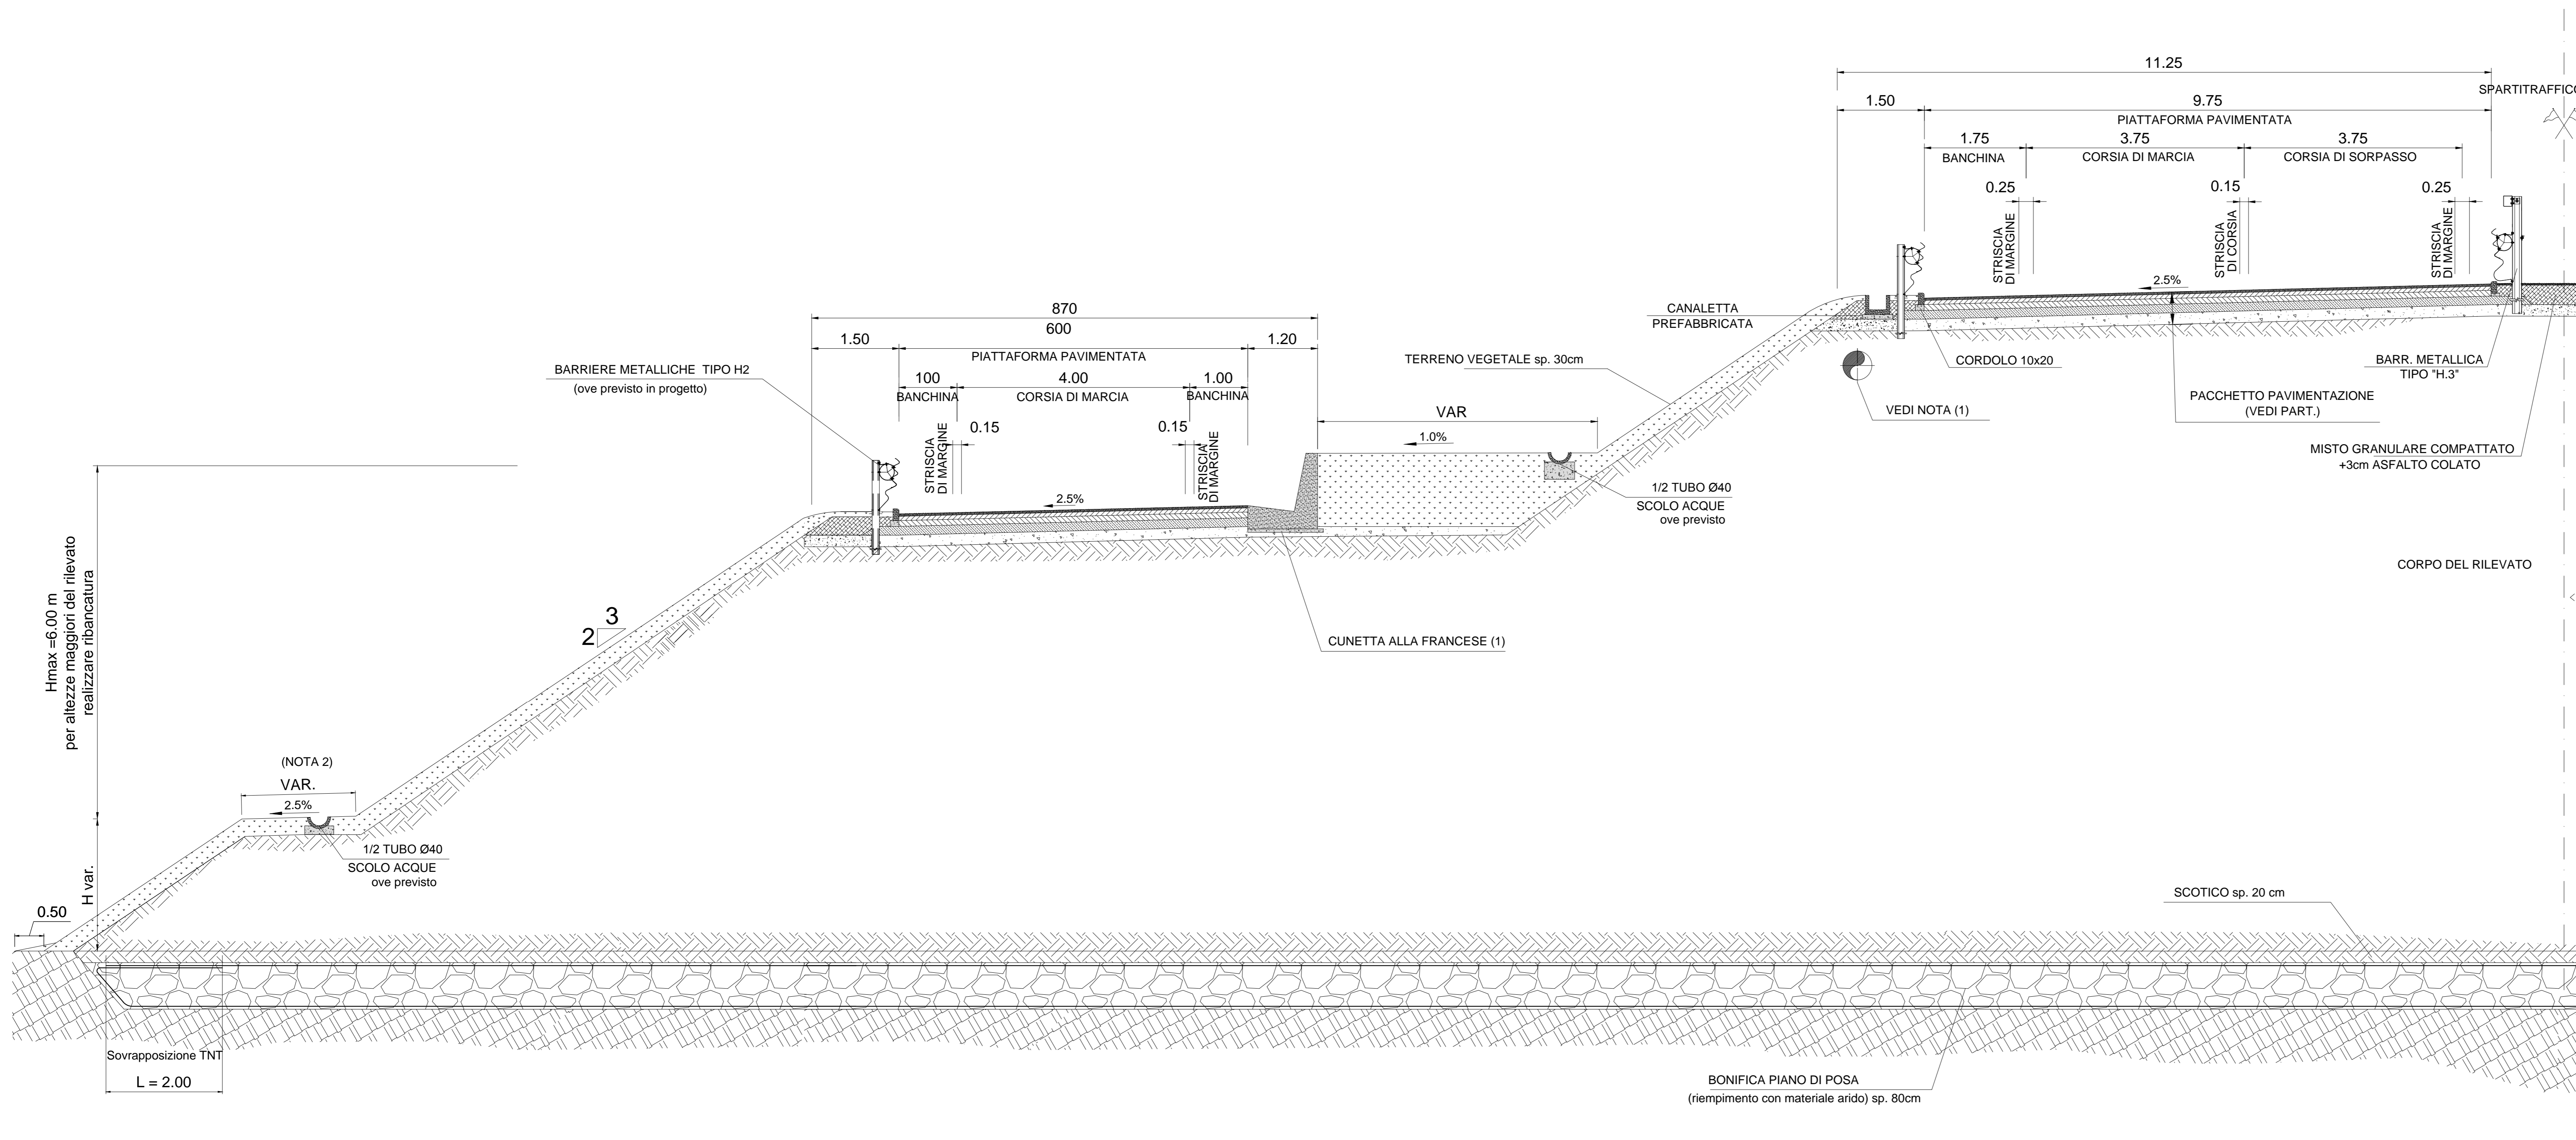 11.25
SPARTITRAFFICO
1.50
9.75
PIATTAFORMA PAVIMENTATA
1.75
3.75
3.75
BANCHINA
CORSIA DI MARCIA
CORSIA DI SORPASSO
0.25
0.15
0.25
STRISCIA
DI MARGINE
STRISCIA
DI CORSIA
STRISCIA
DI MARGINE
2.5%
CANALETTA
PREFABBRICATA
CORDOLO 10x20
VEDI NOTA (1)
BARR. METALLICA
TIPO "H.3"
PACCHETTO PAVIMENTAZIONE
(VEDI PART.)
MISTO GRANULARE COMPATTATO
+3cm ASFALTO COLATO
CORPO DEL RILEVATO
870
600
1.50
1.20
PIATTAFORMA PAVIMENTATA
100
4.00
1.00
BANCHINA
CORSIA DI MARCIA
BANCHINA
0.15
0.15
STRISCIA
DI MARGINE
STRISCIA
DI MARGINE
2.5%
BARRIERE METALLICHE TIPO H2
(ove previsto in progetto)
TERRENO VEGETALE sp. 30cm
VAR
1.0%
1/2 TUBO Ø40
SCOLO ACQUE
ove previsto
CUNETTA ALLA FRANCESE (1)
3
2
Hmax =6.00 m
per altezze maggiori del rilevato
realizzare ribancatura
H var.
(NOTA 2)
VAR.
2.5%
1/2 TUBO Ø40
SCOLO ACQUE
ove previsto
0.50
SCOTICO sp. 20 cm
Sovrapposizione TNT
L = 2.00
BONIFICA PIANO DI POSA
(riempimento con materiale arido) sp. 80cm